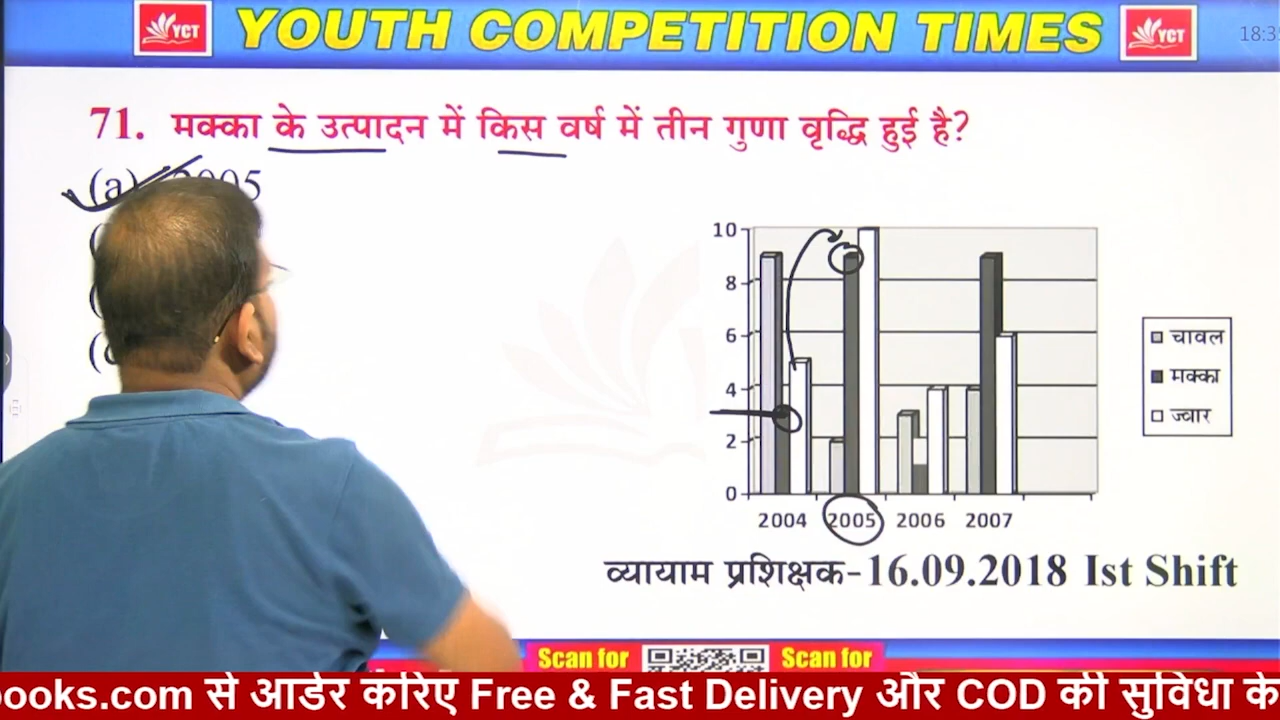 YCT YOUTH COMPETITION TIMES YCT
18:3
71. मक्का के उत्पादन में किस वर्ष में तीन गुणा वृद्धि हुई है?
(a) 2005
10
8
6
4
2
0
2004 2005 2006 2007
चावल
मक्का
ज्वार
व्यायाम प्रशिक्षक-16.09.2018 Ist Shift
Scan for Scan for
ooks.com से आर्डर करिए Free & Fast Delivery और COD की सुविधा के